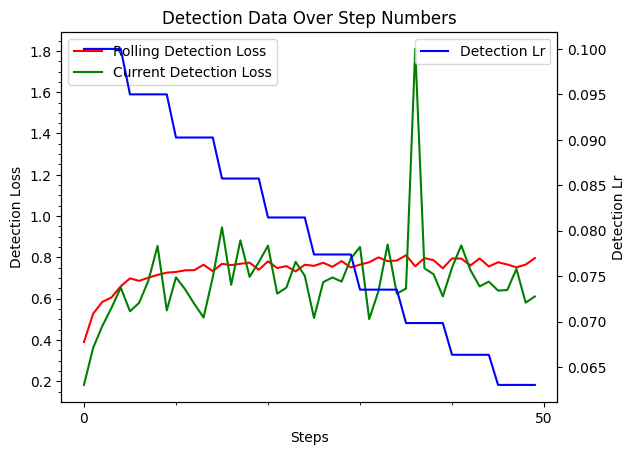 Detection Data Over Step Numbers
Rolling Detection Loss
Current Detection Loss
Detection Lr
Detection Loss
1.8
1.6
1.4
1.2
1.0
0.8
0.6
0.4
0.2
0.100
0.095
0.090
0.085
0.080
0.075
0.070
0.065
Detection Lr
0
50
Steps